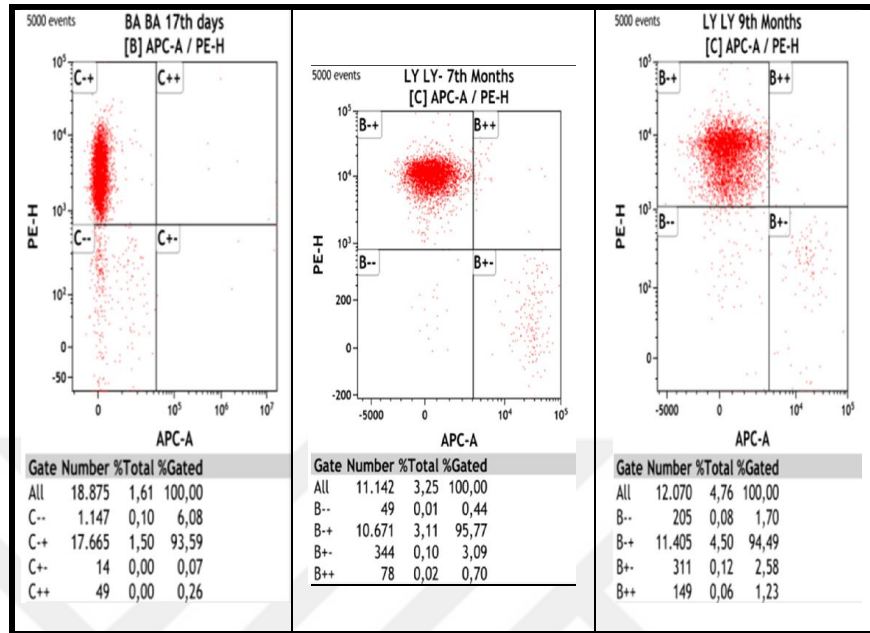 5000 events
BA BA 17th days
[B] APC-A / PE-H
10⁵
C-+
C++
10⁴
10³
C--
C+-
10²
0
-50
PE-H
0
10⁵
10⁶
10⁷
APC-A
Gate Number %Total %Gated
All 18.875 1,61 100,00
C-- 1.147 0,10 6,08
C-+ 17.665 1,50 93,59
C+- 14 0,00 0,07
C++ 49 0,00 0,26
5000 events
LY LY- 7th Months
[C] APC-A / PE-H
10⁵
B-+
B++
10⁴
10³
B--
B+-
200
0
-200
PE-H
-5000
0
10⁴
10⁵
APC-A
Gate Number %Total %Gated
All 11.142 3,25 100,00
B-- 49 0,01 0,44
B-+ 10.671 3,11 95,77
B+- 344 0,10 3,09
B++ 78 0,02 0,70
5000 events
LY LY 9th Months
[C] APC-A / PE-H
10⁵
B-+
B++
10⁴
10³
B--
B+-
10²
0
PE-H
-5000
0
10⁴
10⁵
APC-A
Gate Number %Total %Gated
All 12.070 4,76 100,00
B-- 205 0,08 1,70
B-+ 11.405 4,50 94,49
B+- 311 0,12 2,58
B++ 149 0,06 1,23